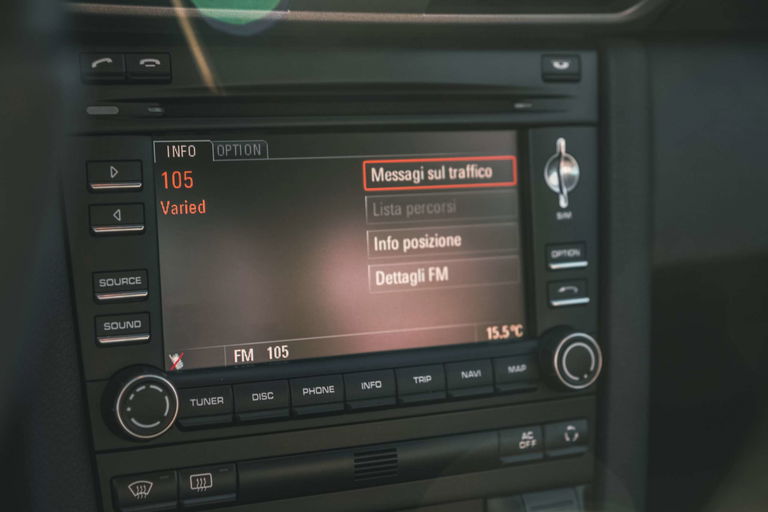 INFO OPTION
105
Varied
Messagi sul traffico
Lista percorsi
Info posizione
Dettagli FM
FM 105
15.5°C
SIM
OPTION
SOURCE
SOUND
TUNER DISC PHONE INFO TRIP NAVI MAP
AC
OFF